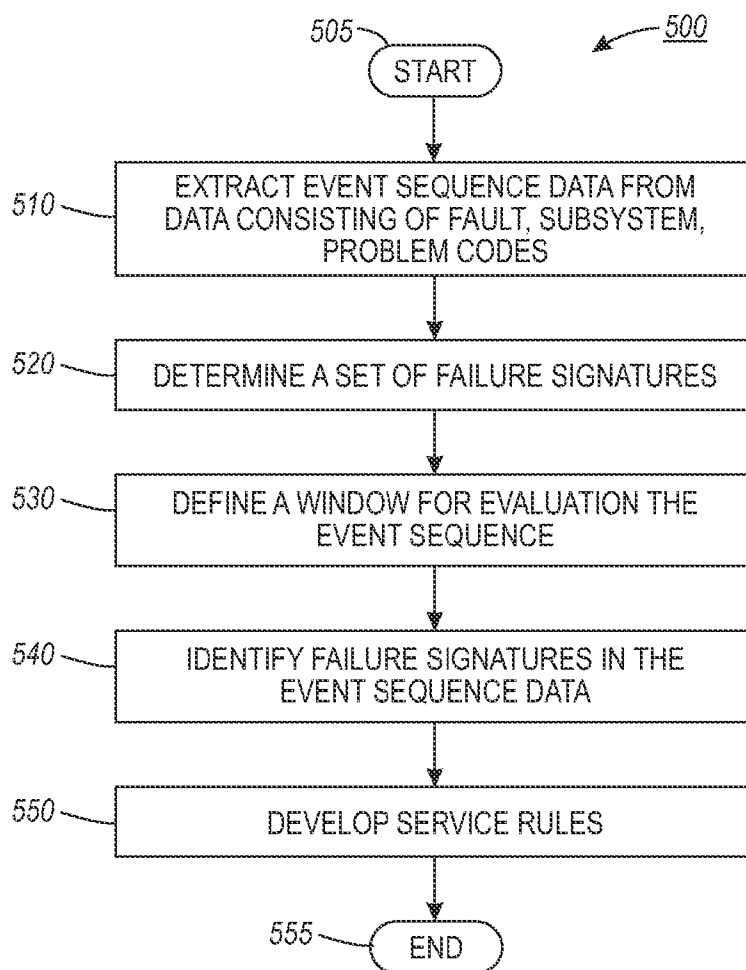 505
500
START
510
EXTRACT EVENT SEQUENCE DATA FROM
DATA CONSISTING OF FAULT, SUBSYSTEM,
PROBLEM CODES
520
DETERMINE A SET OF FAILURE SIGNATURES
530
DEFINE A WINDOW FOR EVALUATION THE
EVENT SEQUENCE
540
IDENTIFY FAILURE SIGNATURES IN THE
EVENT SEQUENCE DATA
550
DEVELOP SERVICE RULES
555
END